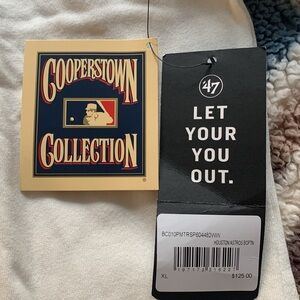 COOPERSTOWN
COLLECTION
'47
LET
YOUR
YOU
OUT.
HOUSTON ASTROS
XL
$125.00